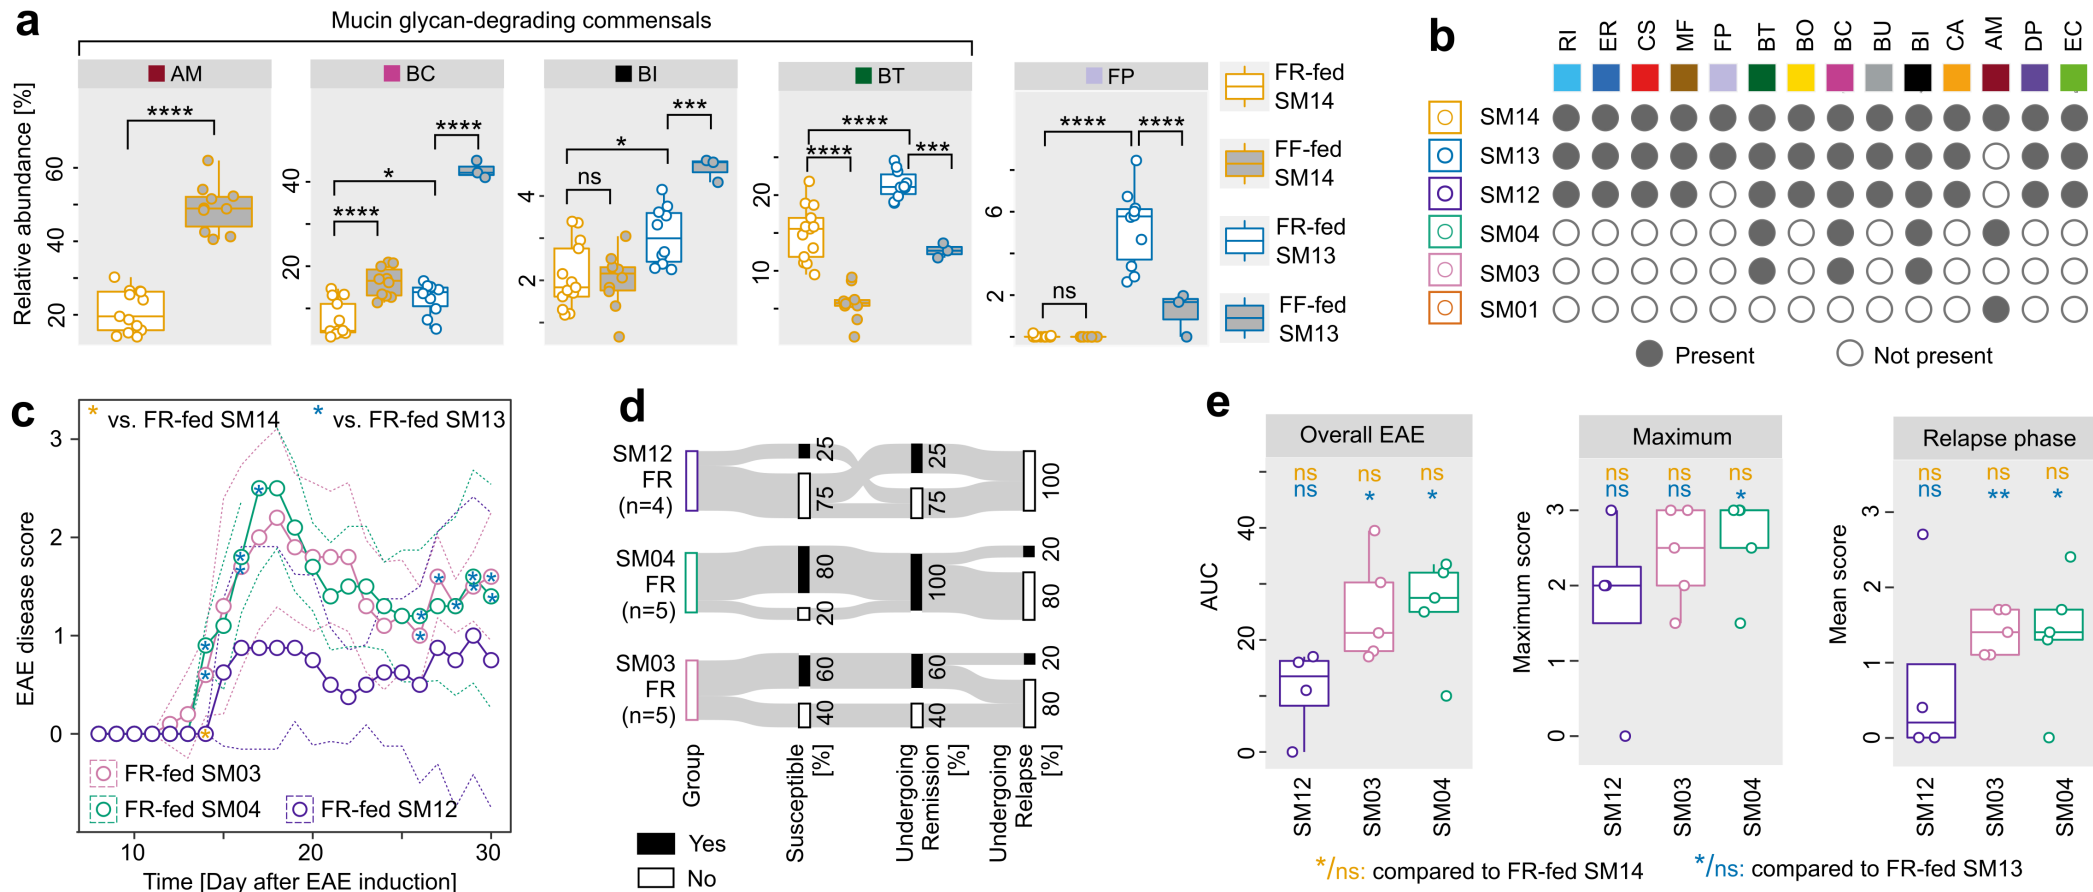 a
Mucin glycan-degrading commensals
AM
BC
BI
BT
FP
Relative abundance [%]
60
40
20
****
40
20
****
*
****
4
2
ns
*
***
20
10
****
****
***
6
2
ns
****
****
FR-fed
SM14
FF-fed
SM14
FR-fed
SM13
FF-fed
SM13
b
RI
ER
CS
MF
FP
BT
BO
BC
BU
BI
CA
AM
DP
EC
SM14
SM13
SM12
SM04
SM03
SM01
Present
Not present
c
* vs. FR-fed SM14
* vs. FR-fed SM13
EAE disease score
3
2
1
0
FR-fed SM03
FR-fed SM04
FR-fed SM12
10
20
30
Time [Day after EAE induction]
d
SM12
FR
(n=4)
25
75
25
75
100
SM04
FR
(n=5)
80
20
100
20
80
SM03
FR
(n=5)
60
40
60
40
20
80
Group
Susceptible
[%]
Undergoing
Remission
[%]
Undergoing
Relapse
[%]
Yes
No
e
Overall EAE
ns
ns
ns
*
ns
*
AUC
40
20
0
SM12
SM03
SM04
Maximum
ns
ns
ns
ns
*
ns
Maximum score
3
2
1
0
SM12
SM03
SM04
Relapse phase
ns
ns
ns
**
ns
*
Mean score
3
2
1
0
SM12
SM03
SM04
*/ns: compared to FR-fed SM14
*/ns: compared to FR-fed SM13